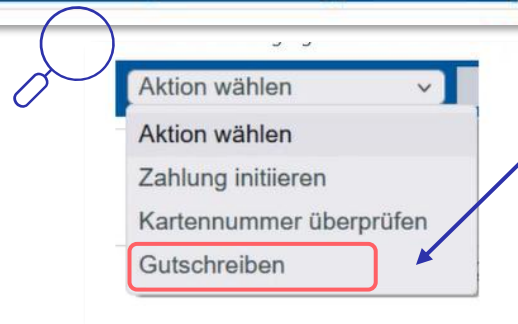 Aktion wählen
Aktion wählen
Zahlung initiieren
Kartennummer überprüfen
Gutschreiben